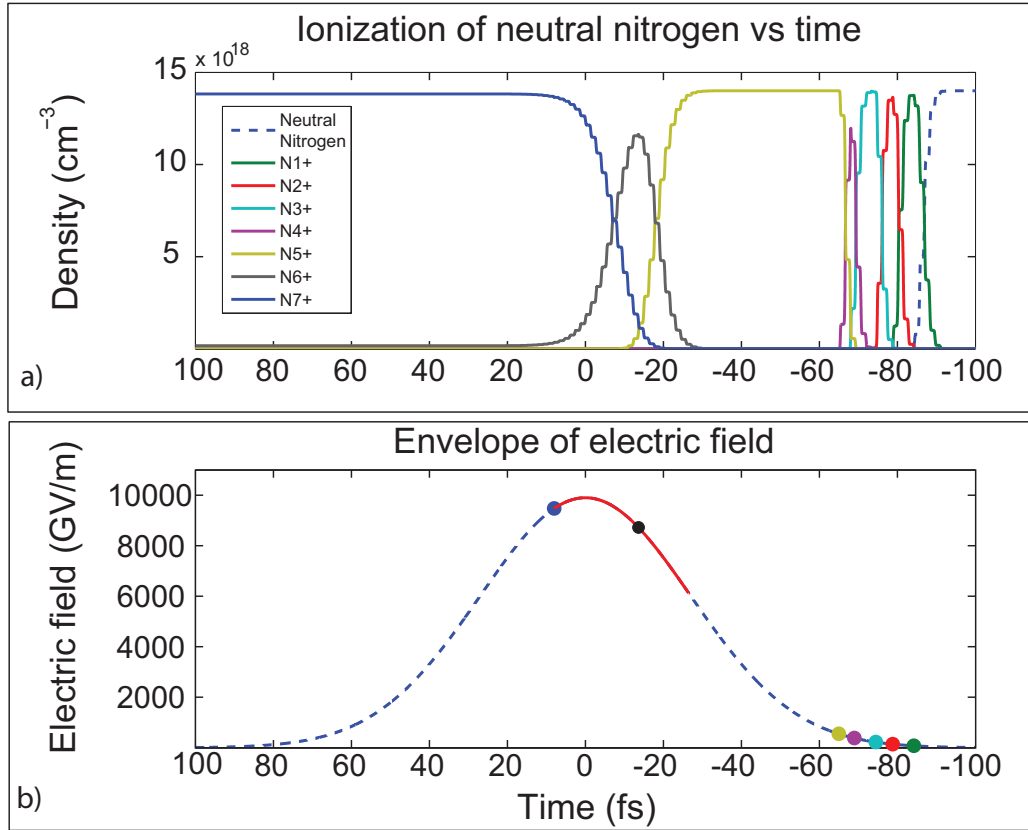 Ionization of neutral nitrogen vs time
x 10^18
15
10
5
Density (cm^−3)
Neutral
Nitrogen
N1+
N2+
N3+
N4+
N5+
N6+
N7+
100 80 60 40 20 0 -20 -40 -60 -80 -100
a)
Envelope of electric field
10000
8000
6000
4000
2000
Electric field (GV/m)
100 80 60 40 20 0 -20 -40 -60 -80 -100
Time (fs)
b)